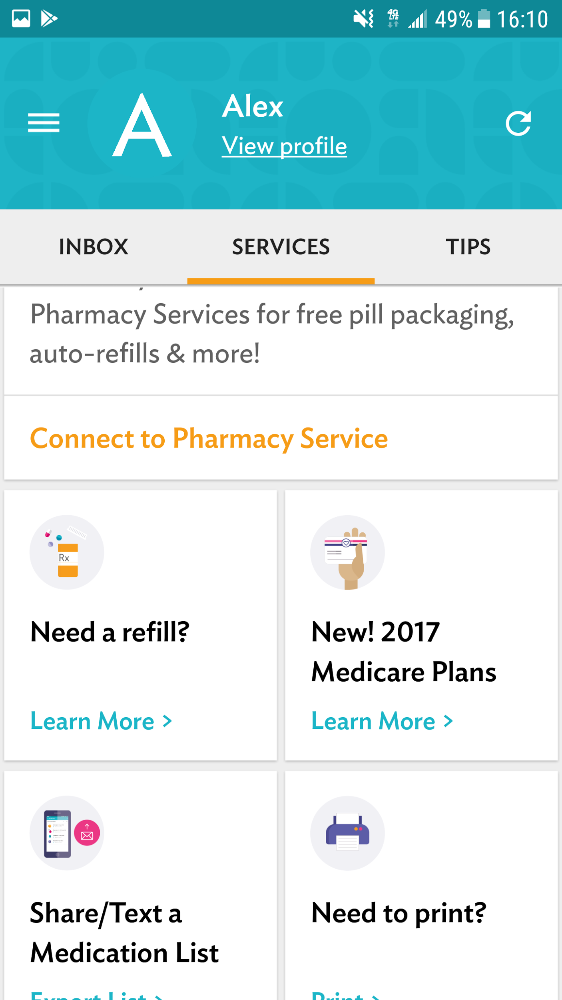 4G
LTE
49% 16:10
A
Alex
View profile
INBOX SERVICES TIPS
Pharmacy Services for free pill packaging,
auto-refills & more!
Connect to Pharmacy Service
Rx
Need a refill?
Learn More >
New! 2017
Medicare Plans
Learn More >
Share/Text a
Medication List
Export List >
Need to print?
Print >